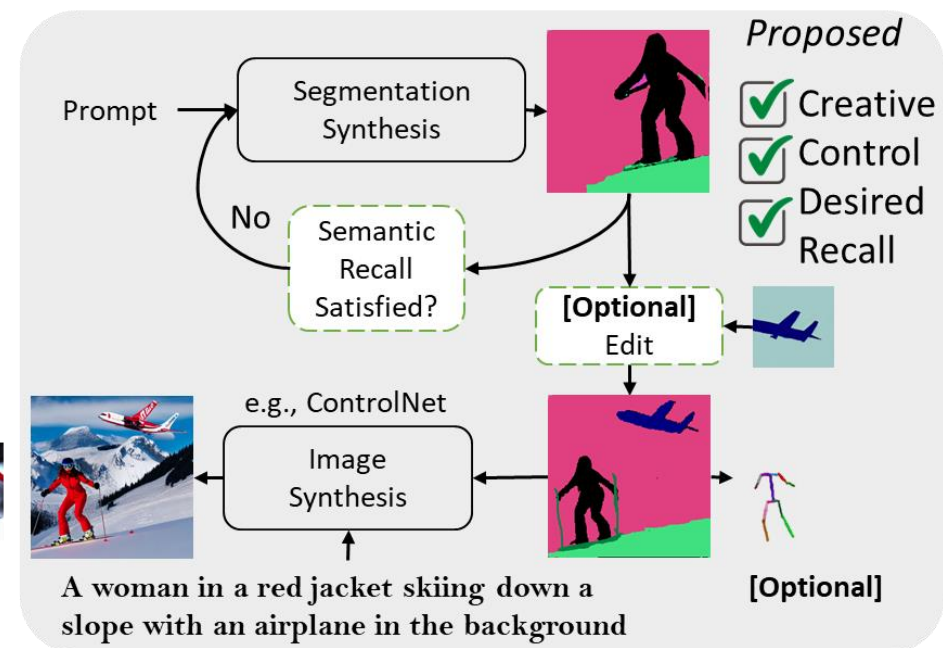 Proposed
Prompt
Segmentation
Synthesis
Creative
Control
Desired
Recall
No
Semantic
Recall
Satisfied?
[Optional]
Edit
e.g., ControlNet
Image
Synthesis
A woman in a red jacket skiing down a
slope with an airplane in the background
[Optional]